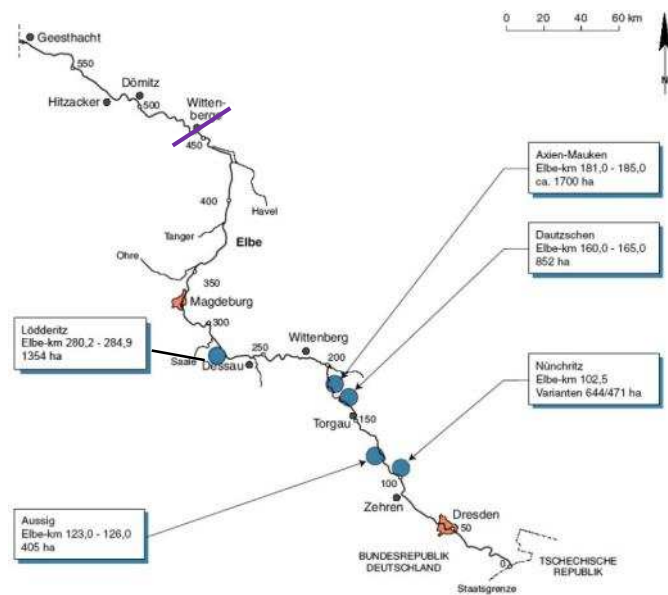 0 20 40 60 km
N
Geesthacht
550
Dömitz
Hitzacker
500
Witten-
berge
450
Havel
400
Tanger
Elbe
Ohre
350
Magdeburg
300
Saale
Dessau
250
Wittenberg
200
Torgau
150
100
Zehren
Dresden
50
0
BUNDESREPUBLIK
DEUTSCHLAND
TSCHECHISCHE
REPUBLIK
Staatsgrenze
Axien-Mauken
Elbe-km 181,0 - 185,0
ca. 1700 ha
Dautzschen
Elbe-km 160,0 - 165,0
852 ha
Lödderitz
Elbe-km 280,2 - 284,9
1354 ha
Nünchritz
Elbe-km 102,5
Varianten 644/471 ha
Aussig
Elbe-km 123,0 - 126,0
405 ha